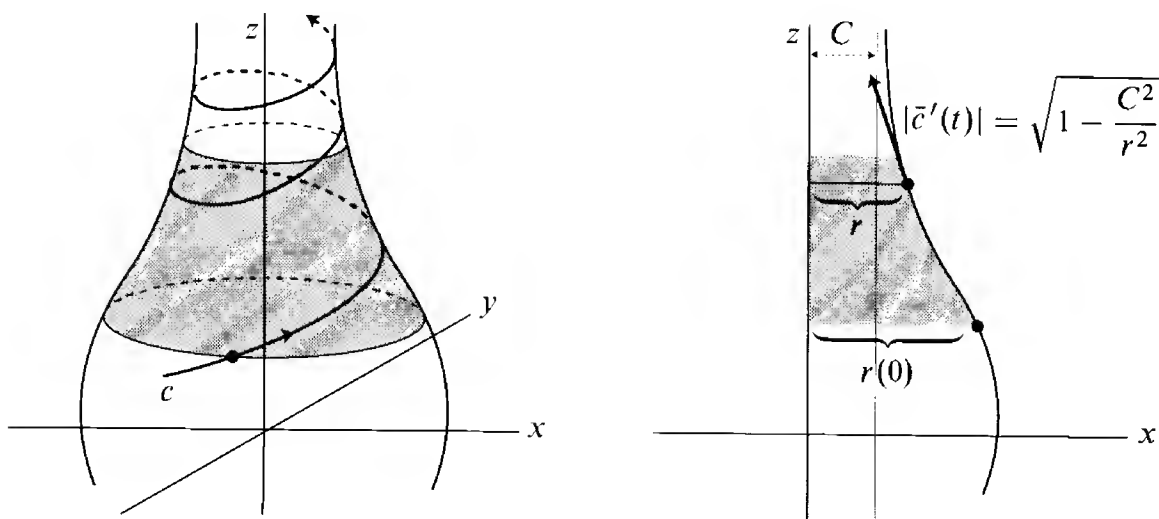 z
y
x
c
z
C
|c̄′(t)| = √(1 − C²/r²)
r
r(0)
x